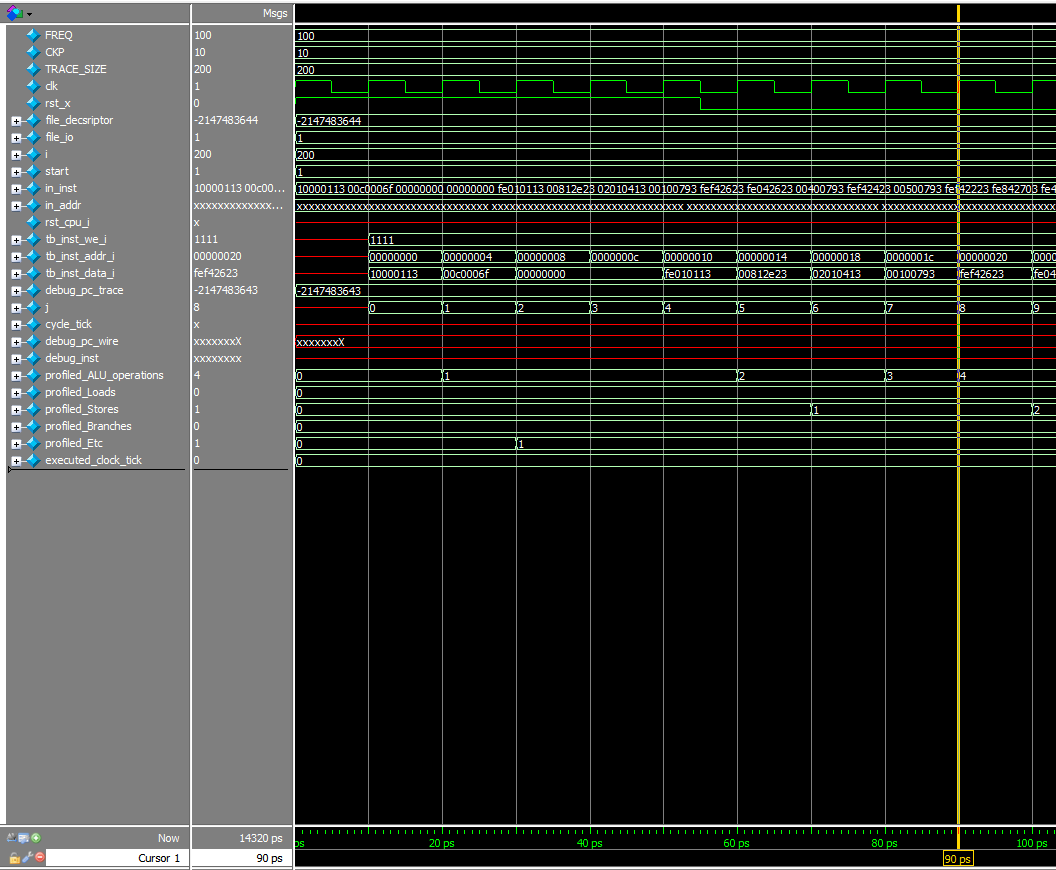 Msgs
FREQ 100 100
CKP 10 10
TRACE_SIZE 200 200
clk 1
rst_x 0
file_decsriptor -2147483644 -2147483644
file_io 1 1
i 200 200
start 1 1
in_inst 10000113 00c00... 10000113 00c0006f 00000000 00000000 fe010113 00812e23 02010413 00100793 fef42623 fe042623 00400793 fef42423 00500793 fef42223 fe842703 fe4
in_addr xxxxxxxxxxxxx...
rst_cpu_i x
tb_inst_we_i 1111 1111
tb_inst_addr_i 00000020 00000000 00000004 00000008 0000000c 00000010 00000014 00000018 0000001c 00000020 0000
tb_inst_data_i fef42623 10000113 00c0006f 00000000 fe010113 00812e23 02010413 00100793 fef42623 fe04
debug_pc_trace -2147483643 -2147483643
j 8 0 1 2 3 4 5 6 7 8 9
cycle_tick x
debug_pc_wire xxxxxxxX xxxxxxxX
debug_inst xxxxxxxx
profiled_ALU_operations 4 0 1 2 3 4
profiled_Loads 0 0
profiled_Stores 1 0 1 2
profiled_Branches 0 0
profiled_Etc 1 0 1
executed_clock_tick 0 0
Now 14320 ps ps 20 ps 40 ps 60 ps 80 ps 100 ps
Cursor 1 90 ps 90 ps